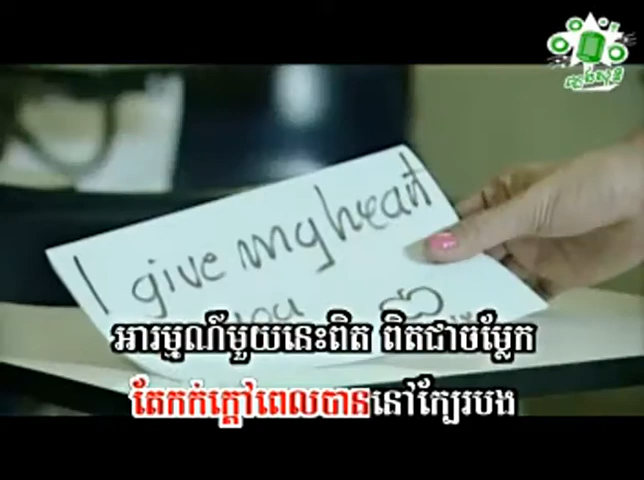 I give my heart
you
អារម្មណ៍មួយនេះពិត ពិតជាចម្លែក
តែកក់ក្ដៅពេលបាននៅក្បែរបង